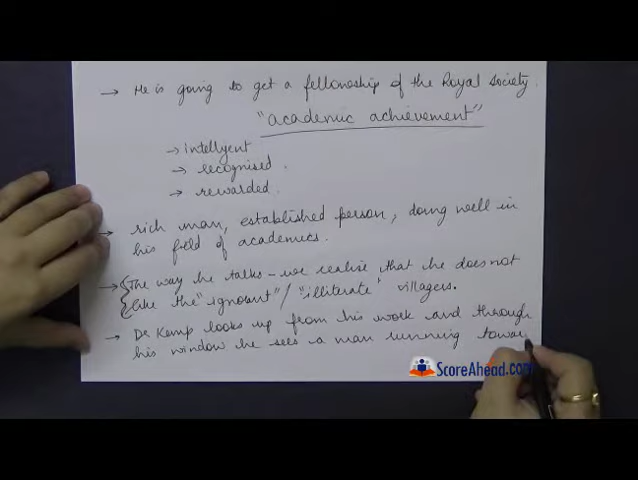 → He is going to get a fellowship of the Royal Society.
"academic achievement"
→ intelligent
→ recognised.
→ rewarded.
→ rich man, established person, doing well in
his field of academics.
→ The way he talks - we realise that he does not
like the "ignorant" / "illiterate" villagers.
→ Dr Kemp looks up from his work and through
his window he sees a man running towar
ScoreAhead.com